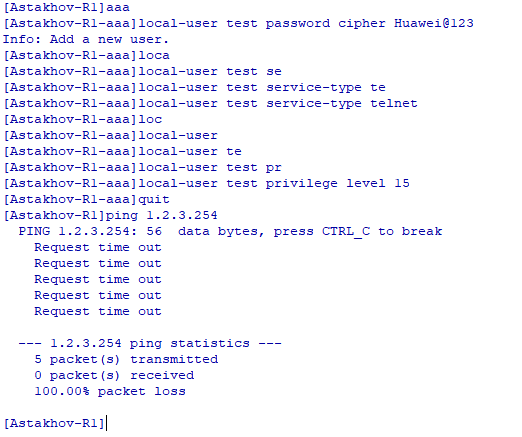 [Astakhov-R1]aaa
[Astakhov-R1-aaa]local-user test password cipher Huawei@123
Info: Add a new user.
[Astakhov-R1-aaa]loca
[Astakhov-R1-aaa]local-user test se
[Astakhov-R1-aaa]local-user test service-type te
[Astakhov-R1-aaa]local-user test service-type telnet
[Astakhov-R1-aaa]loc
[Astakhov-R1-aaa]local-user
[Astakhov-R1-aaa]local-user te
[Astakhov-R1-aaa]local-user test pr
[Astakhov-R1-aaa]local-user test privilege level 15
[Astakhov-R1-aaa]quit
[Astakhov-R1]ping 1.2.3.254
  PING 1.2.3.254: 56  data bytes, press CTRL_C to break
    Request time out
    Request time out
    Request time out
    Request time out
    Request time out

  --- 1.2.3.254 ping statistics ---
    5 packet(s) transmitted
    0 packet(s) received
    100.00% packet loss

[Astakhov-R1]